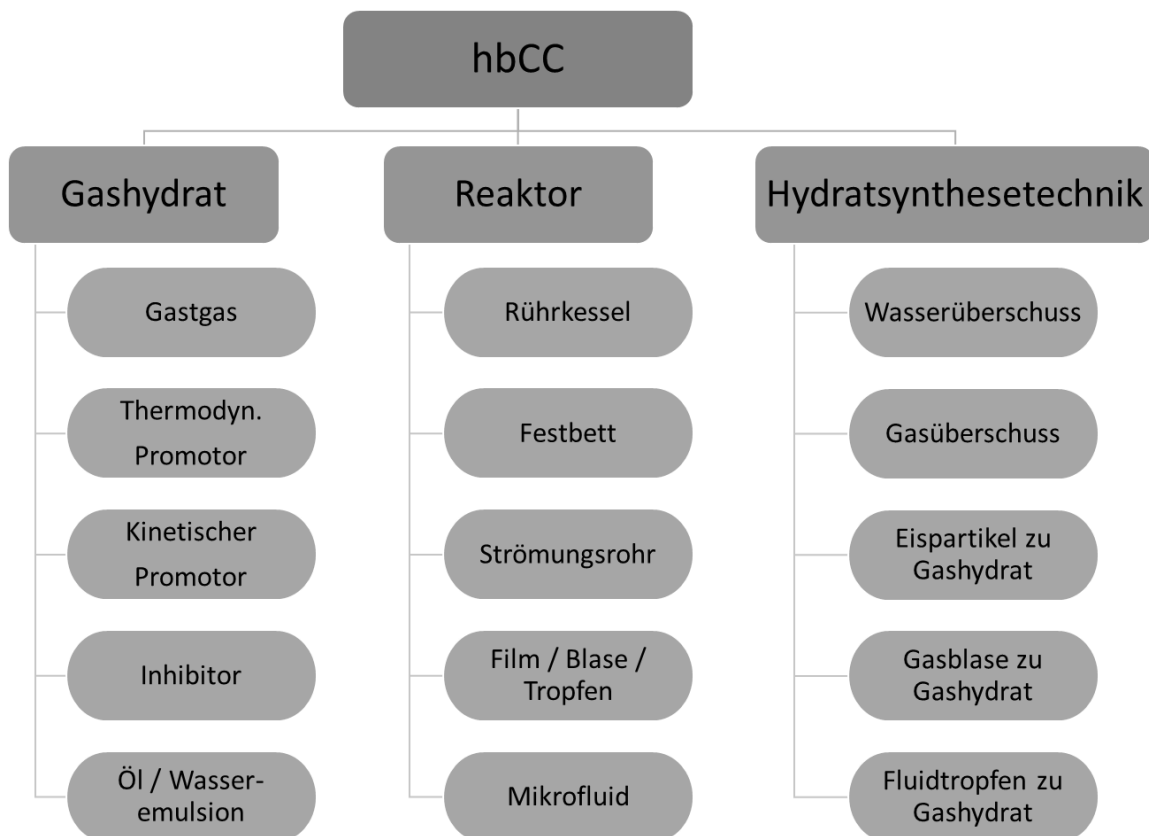 hbCC
Gashydrat
Gastgas
Thermodyn.
Promotor
Kinetischer
Promotor
Inhibitor
Öl / Wasser-
emulsion
Reaktor
Rührkessel
Festbett
Strömungsrohr
Film / Blase /
Tropfen
Mikrofluid
Hydratsynthesetechnik
Wasserüberschuss
Gasüberschuss
Eispartikel zu
Gashydrat
Gasblase zu
Gashydrat
Fluidtropfen zu
Gashydrat